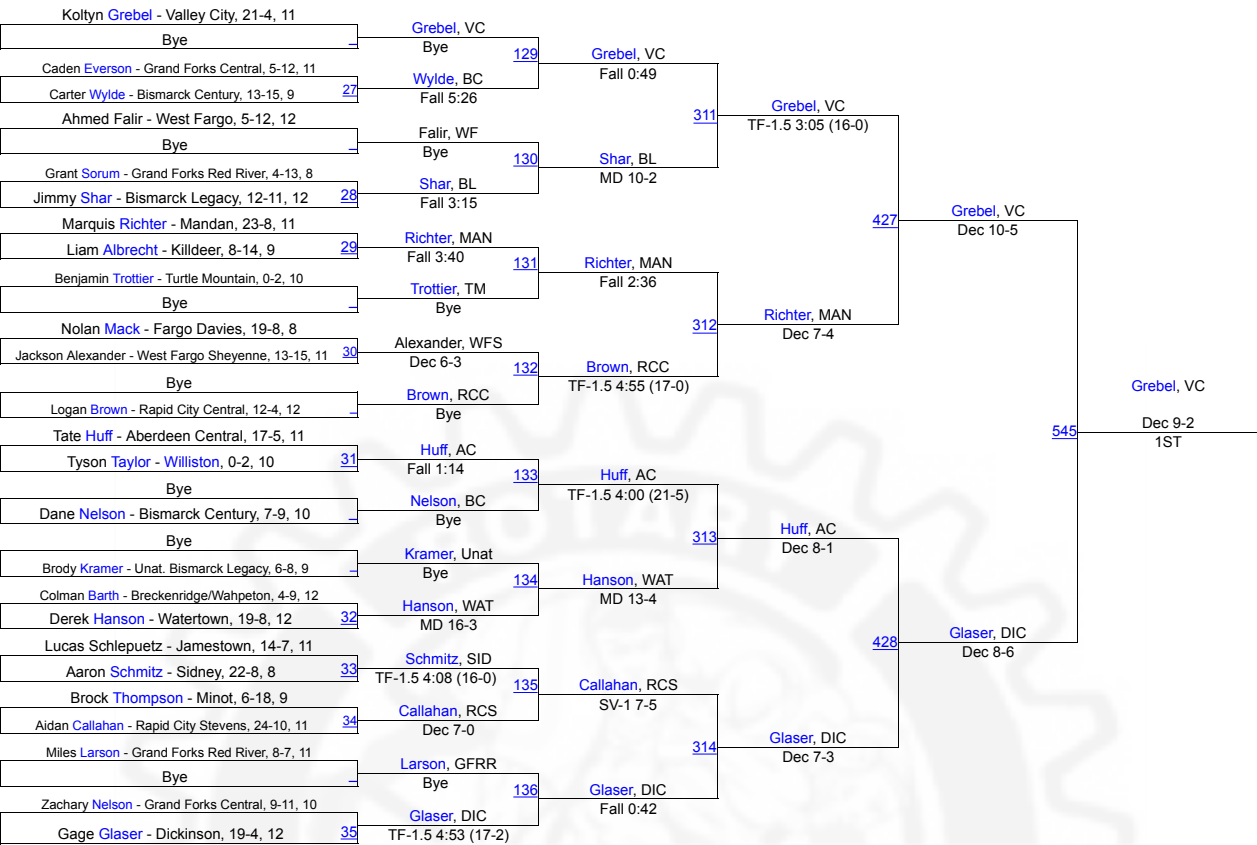 Koltyn Grebel - Valley City, 21-4, 11
Bye
Caden Everson - Grand Forks Central, 5-12, 11
Carter Wylde - Bismarck Century, 13-15, 9
27
Ahmed Falir - West Fargo, 5-12, 12
Bye
Grant Sorum - Grand Forks Red River, 4-13, 8
Jimmy Shar - Bismarck Legacy, 12-11, 12
28
Marquis Richter - Mandan, 23-8, 11
Liam Albrecht - Killdeer, 8-14, 9
29
Benjamin Trottier - Turtle Mountain, 0-2, 10
Bye
Nolan Mack - Fargo Davies, 19-8, 8
Jackson Alexander - West Fargo Sheyenne, 13-15, 11
30
Bye
Logan Brown - Rapid City Central, 12-4, 12
Tate Huff - Aberdeen Central, 17-5, 11
Tyson Taylor - Williston, 0-2, 10
31
Bye
Dane Nelson - Bismarck Century, 7-9, 10
Bye
Brody Kramer - Unat. Bismarck Legacy, 6-8, 9
Colman Barth - Breckenridge/Wahpeton, 4-9, 12
Derek Hanson - Watertown, 19-8, 12
32
Lucas Schlepuetz - Jamestown, 14-7, 11
Aaron Schmitz - Sidney, 22-8, 8
33
Brock Thompson - Minot, 6-18, 9
Aidan Callahan - Rapid City Stevens, 24-10, 11
34
Miles Larson - Grand Forks Red River, 8-7, 11
Bye
Zachary Nelson - Grand Forks Central, 9-11, 10
Gage Glaser - Dickinson, 19-4, 12
35
Grebel, VC
Bye
129
Wylde, BC
Fall 5:26
Falir, WF
Bye
130
Shar, BL
Fall 3:15
Richter, MAN
Fall 3:40
131
Trottier, TM
Bye
Alexander, WFS
Dec 6-3
132
Brown, RCC
Bye
Huff, AC
Fall 1:14
133
Nelson, BC
Bye
Kramer, Unat
Bye
134
Hanson, WAT
MD 16-3
Schmitz, SID
TF-1.5 4:08 (16-0)
135
Callahan, RCS
Dec 7-0
Larson, GFRR
Bye
136
Glaser, DIC
TF-1.5 4:53 (17-2)
Grebel, VC
Fall 0:49
311
Shar, BL
MD 10-2
Richter, MAN
Fall 2:36
312
Brown, RCC
TF-1.5 4:55 (17-0)
Huff, AC
TF-1.5 4:00 (21-5)
313
Hanson, WAT
MD 13-4
Callahan, RCS
SV-1 7-5
314
Glaser, DIC
Fall 0:42
Grebel, VC
TF-1.5 3:05 (16-0)
427
Richter, MAN
Dec 7-4
Huff, AC
Dec 8-1
428
Glaser, DIC
Dec 7-3
Grebel, VC
Dec 10-5
545
Glaser, DIC
Dec 8-6
Grebel, VC
Dec 9-2
1ST
ROTARY